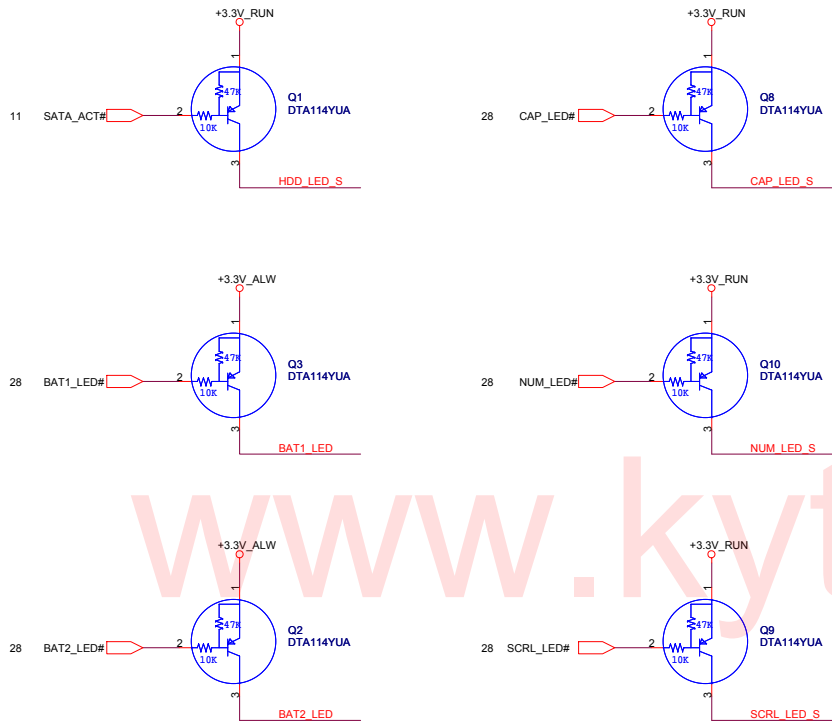 +3.3V_RUN
1
47K
Q1
DTA114YUA
11 SATA_ACT#
2
10K
3
HDD_LED_S
+3.3V_RUN
1
47K
Q8
DTA114YUA
28 CAP_LED#
2
10K
3
CAP_LED_S
+3.3V_ALW
1
47K
Q3
DTA114YUA
28 BAT1_LED#
2
10K
3
BAT1_LED
+3.3V_RUN
1
47K
Q10
DTA114YUA
28 NUM_LED#
2
10K
3
NUM_LED_S
+3.3V_ALW
1
47K
Q2
DTA114YUA
28 BAT2_LED#
2
10K
3
BAT2_LED
+3.3V_RUN
1
47K
Q9
DTA114YUA
28 SCRL_LED#
2
10K
3
SCRL_LED_S
www.kyt